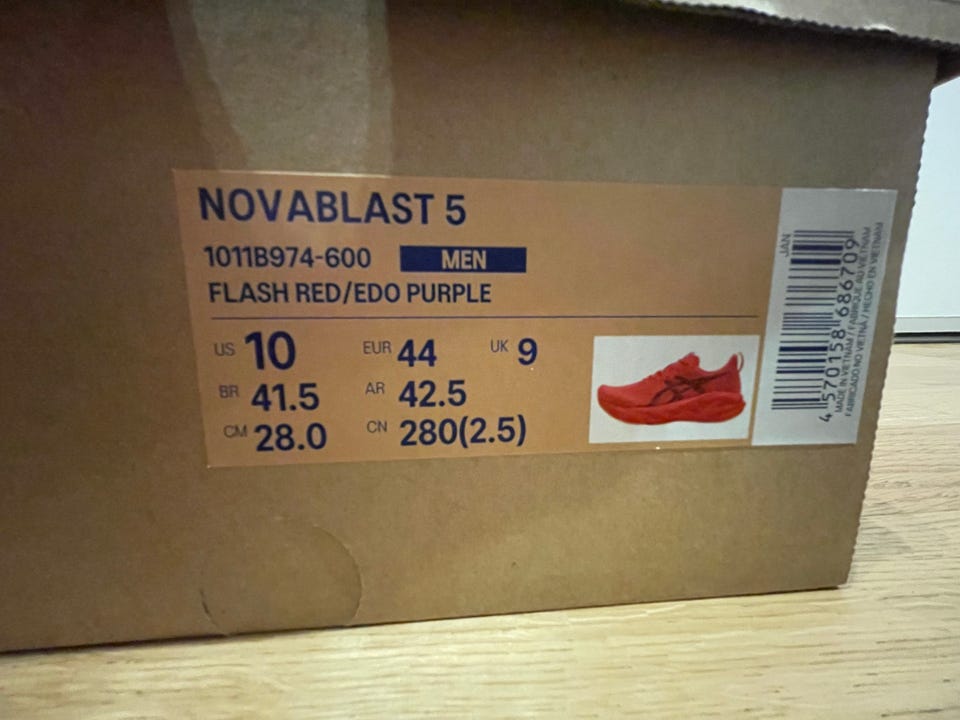 NOVABLAST 5
1011B974-600 MEN
FLASH RED/EDO PURPLE
US 10 EUR 44 UK 9
BR 41.5 AR 42.5
CM 28.0 CN 280(2.5)
JAN
4 570158 686709
MADE IN VIETNAM / FABRIQUÉ AU VIETNAM
FABRICADO NO VIETNÃ / HECHO EN VIETNAM